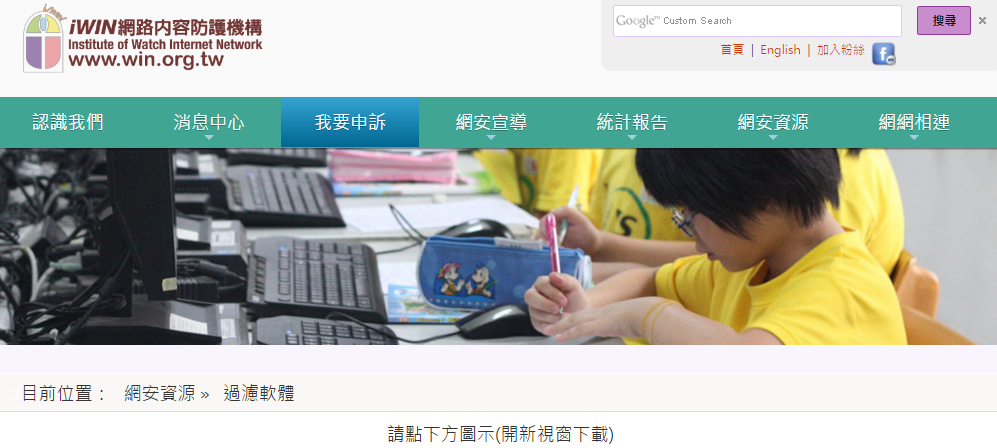 iWIN網路內容防護機構
Institute of Watch Internet Network
www.win.org.tw
Google™ Custom Search
搜尋
×
首頁 | English | 加入粉絲
認識我們 消息中心 我要申訴 網安宣導 統計報告 網安資源 網網相連
目前位置： 網安資源 » 過濾軟體
請點下方圖示(開新視窗下載)